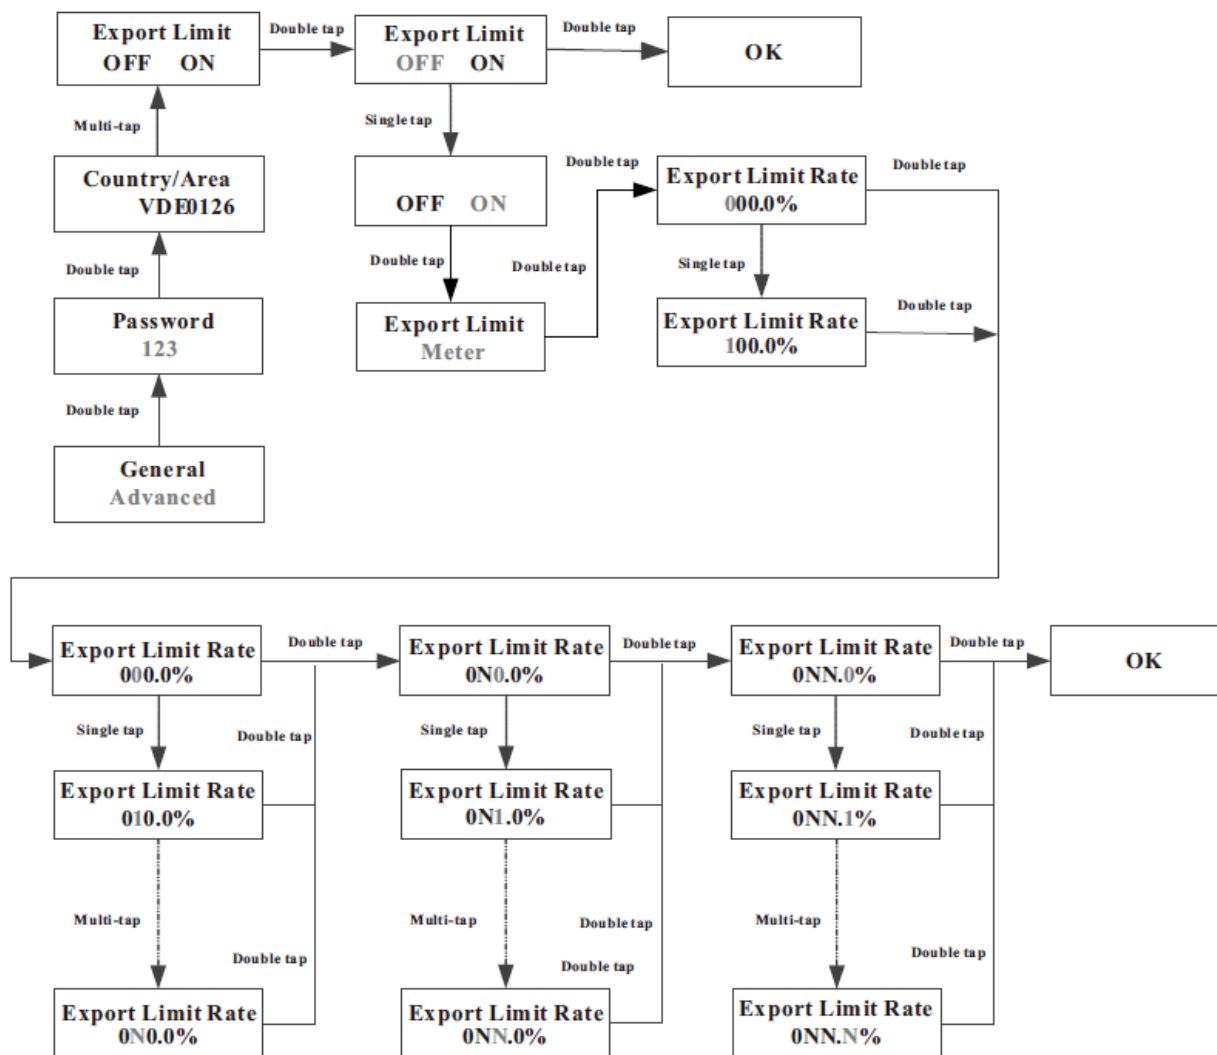 Export Limit
OFF ON
Double tap
Export Limit
OFF ON
Double tap
OK
Multi-tap
Single tap
Country/Area
VDE0126
OFF ON
Double tap
Export Limit Rate
000.0%
Double tap
Double tap
Double tap
Double tap
Single tap
Password
123
Export Limit
Meter
Export Limit Rate
100.0%
Double tap
Double tap
General
Advanced
Export Limit Rate
000.0%
Double tap
Export Limit Rate
0N0.0%
Double tap
Export Limit Rate
0NN.0%
Double tap
OK
Single tap
Double tap
Single tap
Single tap
Double tap
Export Limit Rate
010.0%
Export Limit Rate
0N1.0%
Export Limit Rate
0NN.1%
Multi-tap
Double tap
Multi-tap
Double tap
Double tap
Multi-tap
Double tap
Export Limit Rate
0N0.0%
Export Limit Rate
0NN.0%
Export Limit Rate
0NN.N%